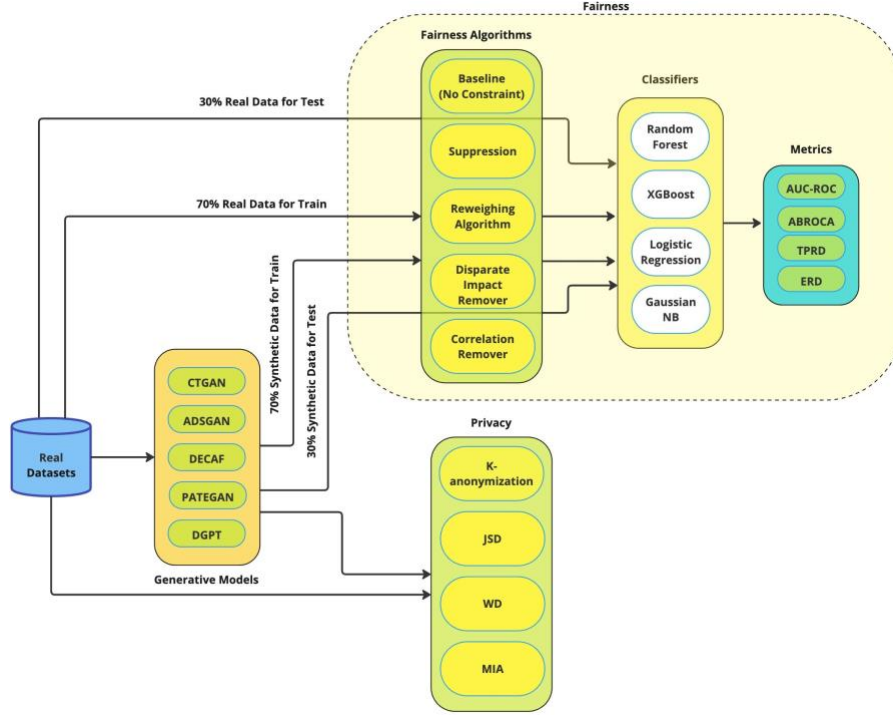 Fairness
Fairness Algorithms
Baseline
(No Constraint)
Suppression
Reweighing
Algorithm
Disparate
Impact
Remover
Correlation
Remover
Classifiers
Random
Forest
XGBoost
Logistic
Regression
Gaussian
NB
Metrics
AUC-ROC
ABROCA
TPRD
ERD
30% Real Data for Test
70% Real Data for Train
70% Synthetic Data for Train
30% Synthetic Data for Test
Real
Datasets
CTGAN
ADSGAN
DECAF
PATEGAN
DGPT
Generative Models
Privacy
K-
anonymization
JSD
WD
MIA